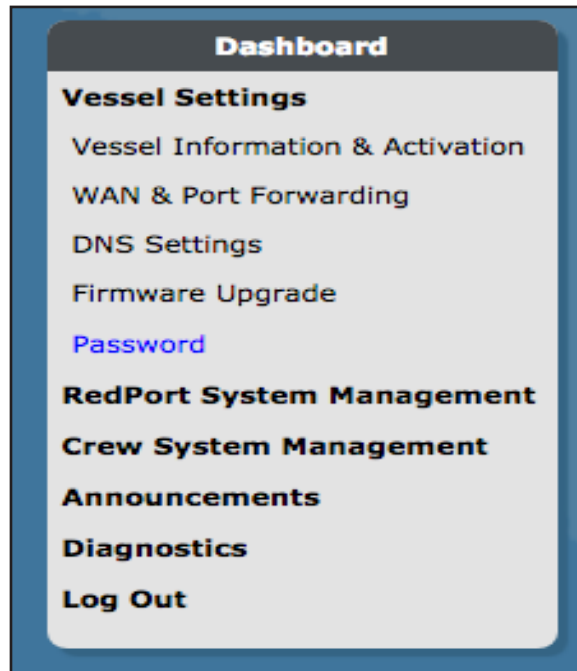 Dashboard
Vessel Settings
Vessel Information & Activation
WAN & Port Forwarding
DNS Settings
Firmware Upgrade
Password
RedPort System Management
Crew System Management
Announcements
Diagnostics
Log Out